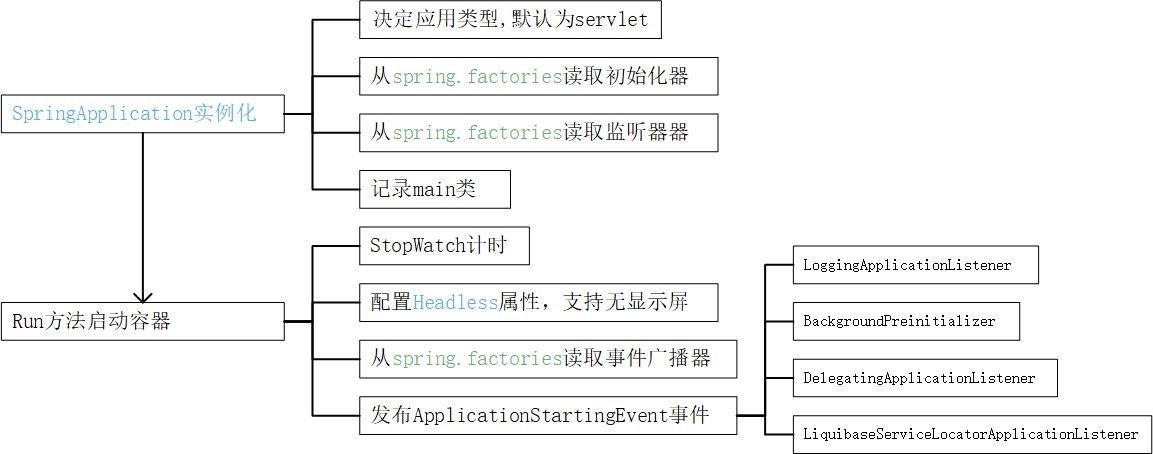 SpringApplication实例化
决定应用类型,默认为servlet
从spring.factories读取初始化器
从spring.factories读取监听器器
记录main类
Run方法启动容器
StopWatch计时
配置Headless属性，支持无显示屏
从spring.factories读取事件广播器
发布ApplicationStartingEvent事件
LoggingApplicationListener
BackgroundPreinitializer
DelegatingApplicationListener
LiquibaseServiceLocatorApplicationListener